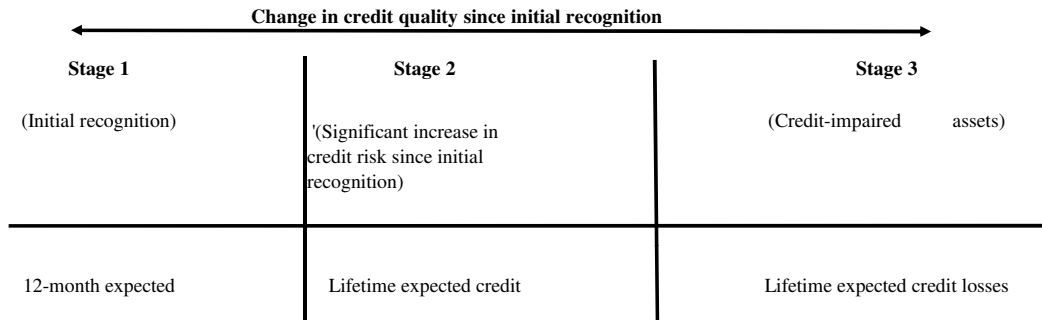 Change in credit quality since initial recognition
Stage 1
Stage 2
Stage 3
(Initial recognition)
'(Significant increase in
credit risk since initial
recognition)
(Credit-impaired assets)
12-month expected
Lifetime expected credit
Lifetime expected credit losses